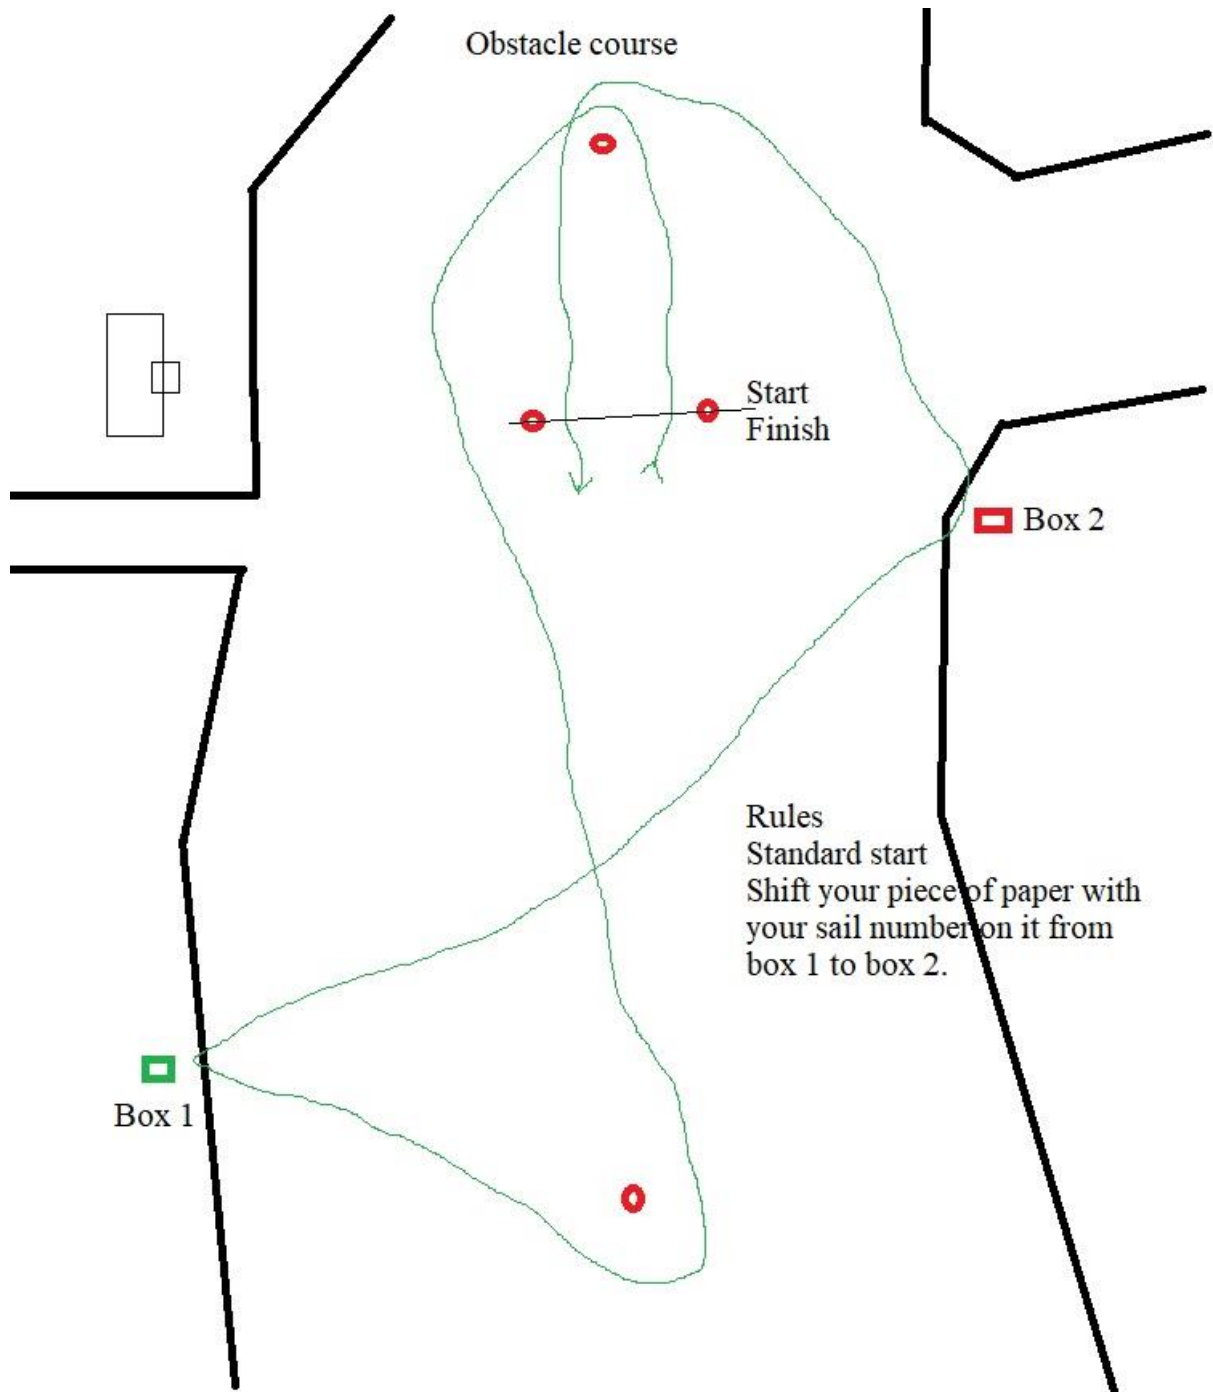 Obstacle course
Start
Finish
Box 2
Rules
Standard start
Shift your piece of paper with
your sail number on it from
box 1 to box 2.
Box 1